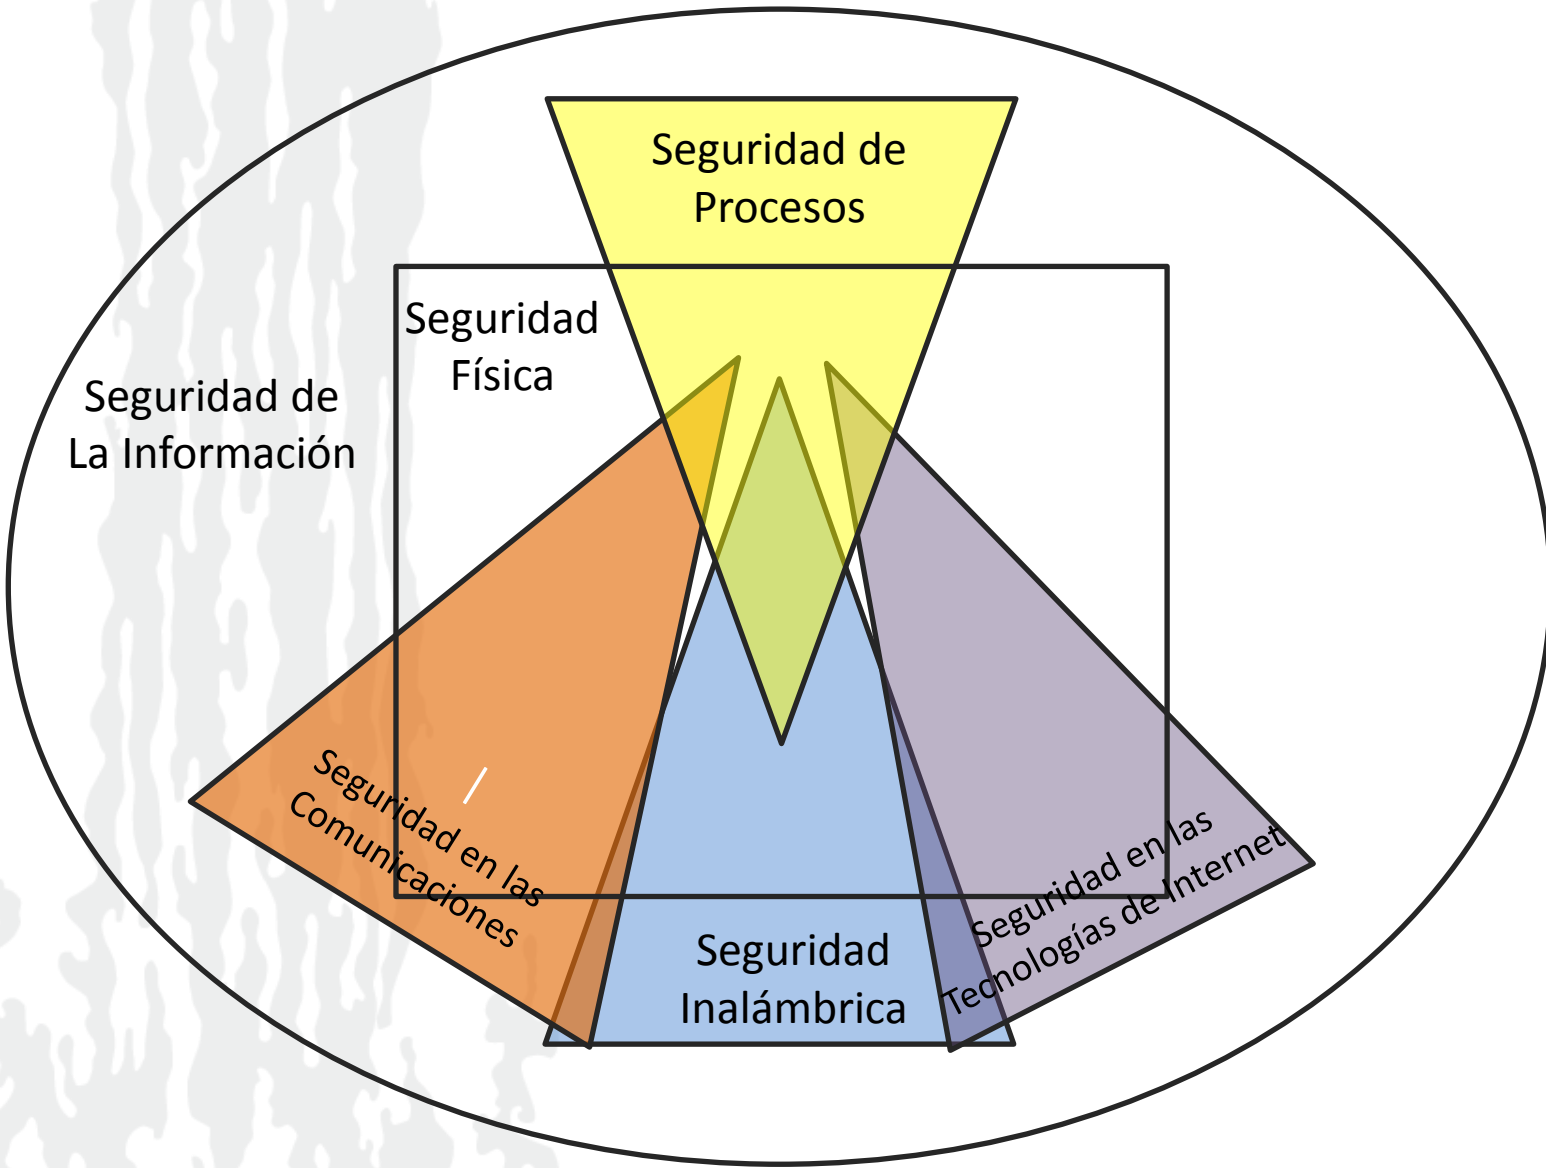 Seguridad de
Procesos
Seguridad
Física
Seguridad de
La Información
Seguridad en las
Comunicaciones
Seguridad
Inalámbrica
Seguridad en las
Tecnologías de Internet